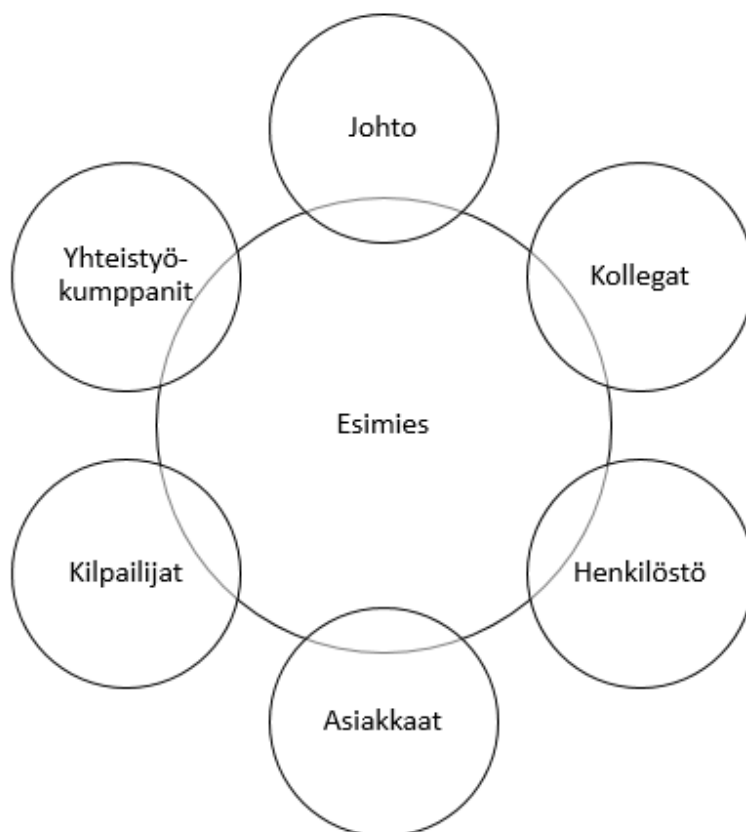 Johto
Yhteistyö-
kumppanit
Kollegat
Esimies
Kilpailijat
Henkilöstö
Asiakkaat